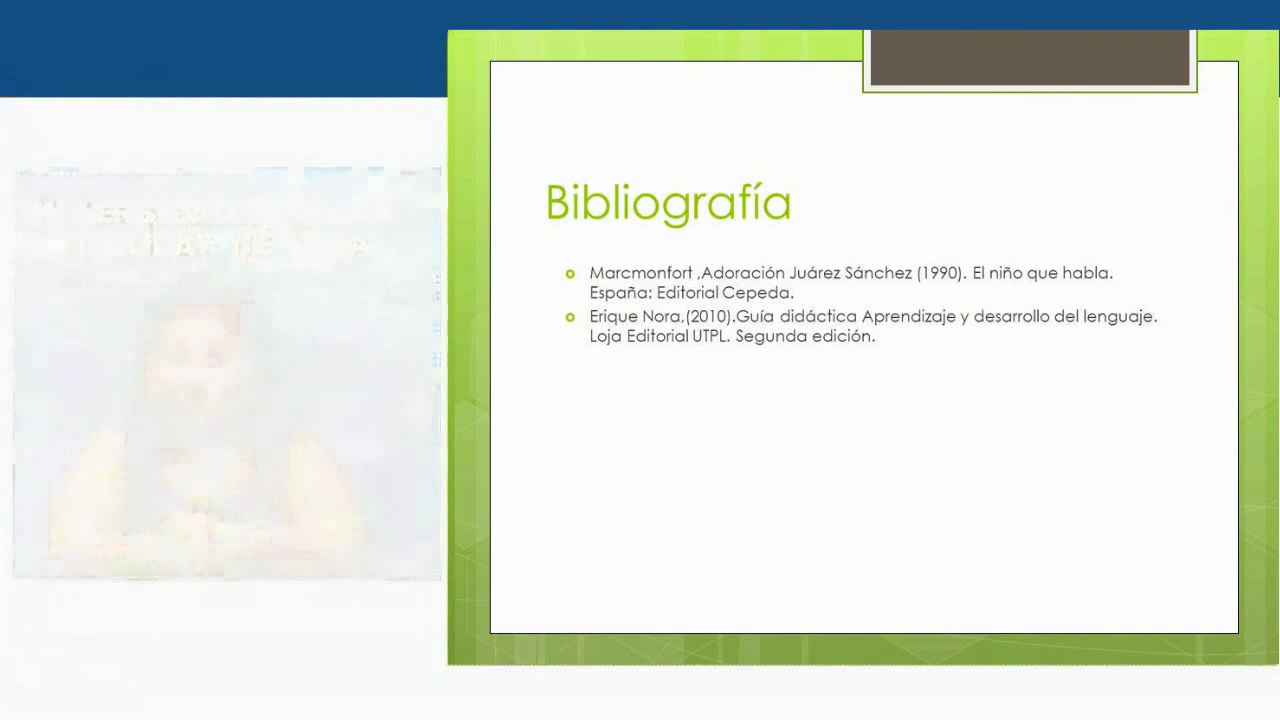 Bibliografía
Marcmonfort ,Adoración Juárez Sánchez (1990). El niño que habla.
España: Editorial Cepeda.
Erique Nora,(2010).Guía didáctica Aprendizaje y desarrollo del lenguaje.
Loja Editorial UTPL. Segunda edición.